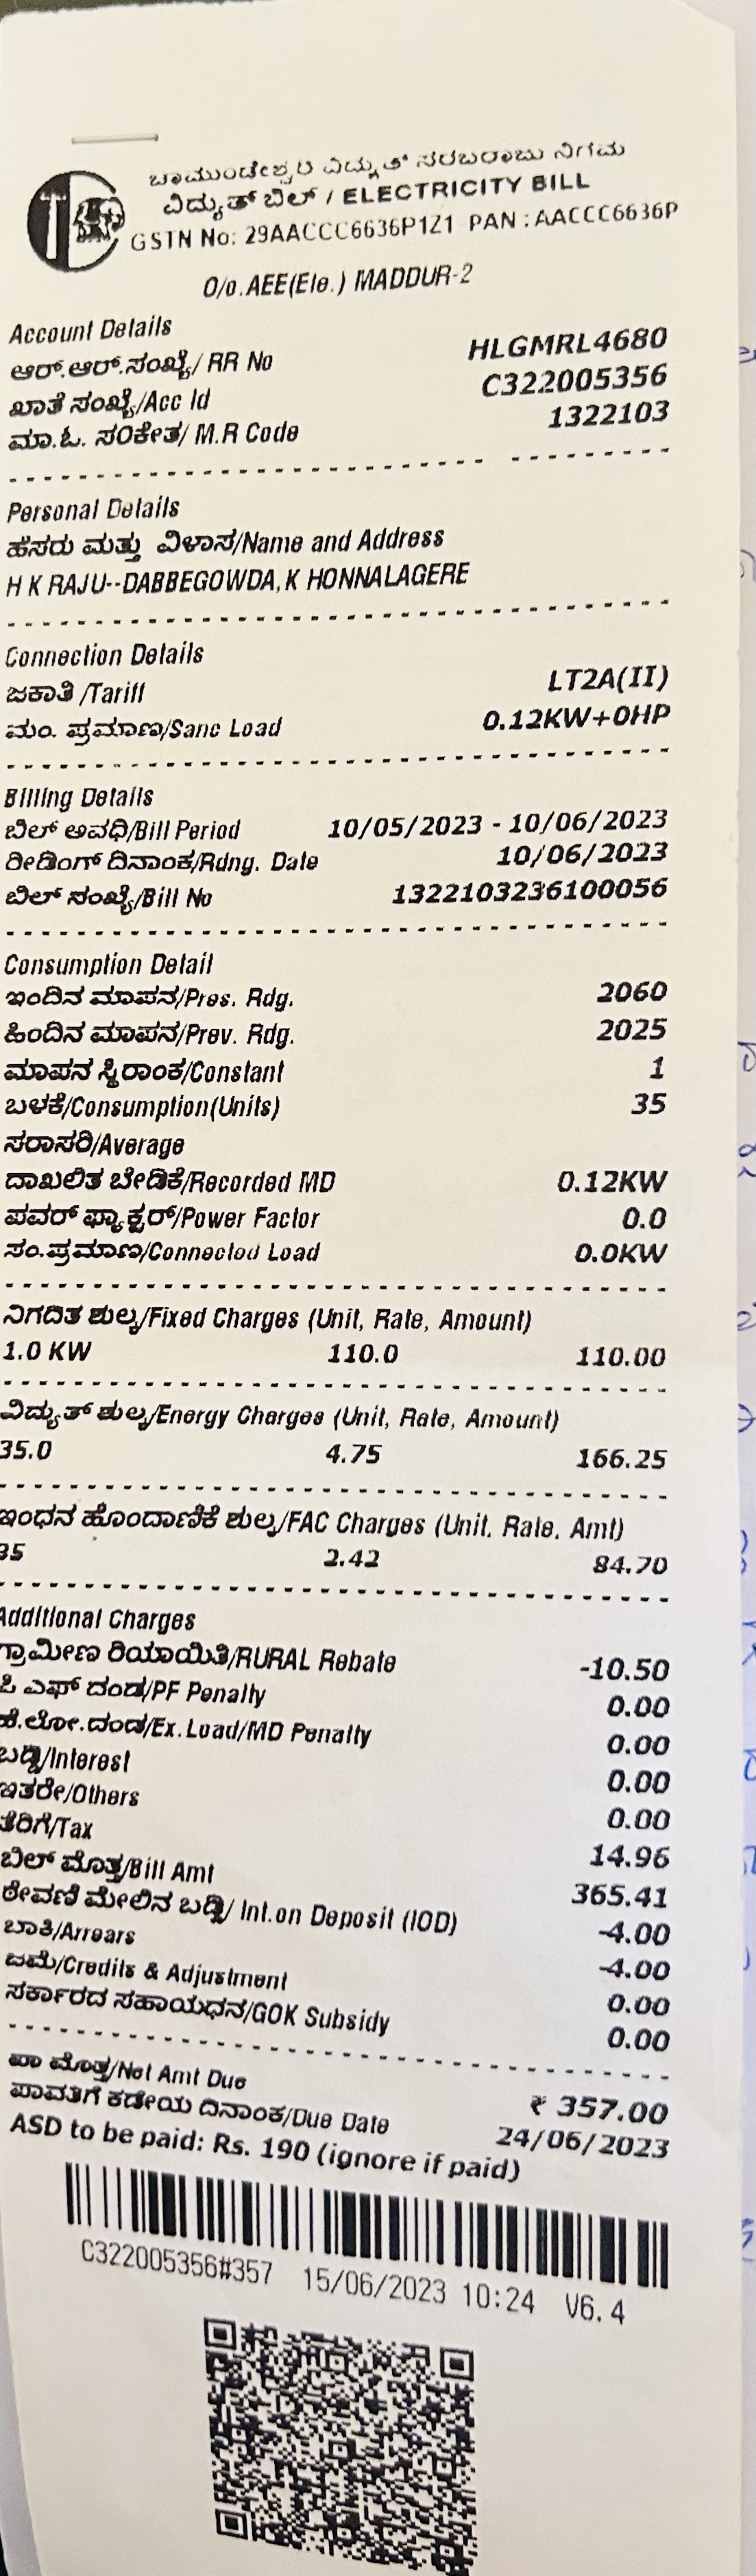 ಚಾಮುಂಡೇಶ್ವರಿ ವಿದ್ಯುತ್ ಸರಬರಾಜು ನಿಗಮ
ವಿದ್ಯುತ್ ಬಿಲ್ / ELECTRICITY BILL
GSTN No: 29AACCC6636P1Z1 PAN : AACCC6636P
O/o.AEE(Ele.) MADDUR-2
Account Details
ಆರ್.ಆರ್.ಸಂಖ್ಯೆ/ RR No HLGMRL4680
ಖಾತೆ ಸಂಖ್ಯೆ/Acc Id C322005356
ಮಾ.ಓ. ಸಂಕೇತ/ M.R Code 1322103
Personal Details
ಹೆಸರು ಮತ್ತು ವಿಳಾಸ/Name and Address
H K RAJU--DABBEGOWDA, K HONNALAGERE
Connection Details
ಜಕಾತಿ /Tariff LT2A(II)
ಮಂ. ಪ್ರಮಾಣ/Sanc Load 0.12KW+0HP
Billing Details
ಬಿಲ್ ಅವಧಿ/Bill Period 10/05/2023 - 10/06/2023
ರೀಡಿಂಗ್ ದಿನಾಂಕ/Rdng. Date 10/06/2023
ಬಿಲ್ ಸಂಖ್ಯೆ/Bill No 1322103236100056
Consumption Detail
ಇಂದಿನ ಮಾಪನ/Pres. Rdg. 2060
ಹಿಂದಿನ ಮಾಪನ/Prev. Rdg. 2025
ಮಾಪನ ಸ್ಥಿರಾಂಕ/Constant 1
ಬಳಕೆ/Consumption(Units) 35
ಸರಾಸರಿ/Average
ದಾಖಲಿತ ಬೇಡಿಕೆ/Recorded MD 0.12KW
ಪವರ್ ಫ್ಯಾಕ್ಟರ್/Power Factor 0.0
ಸಂ.ಪ್ರಮಾಣ/Connected Load 0.0KW
ನಿಗದಿತ ಶುಲ್ಕ/Fixed Charges (Unit, Rate, Amount)
1.0 KW 110.0 110.00
ವಿದ್ಯುತ್ ಶುಲ್ಕ/Energy Charges (Unit, Rate, Amount)
35.0 4.75 166.25
ಇಂಧನ ಹೊಂದಾಣಿಕೆ ಶುಲ್ಕ/FAC Charges (Unit, Rate, Amt)
35 2.42 84.70
Additional Charges
ಗ್ರಾಮೀಣ ರಿಯಾಯಿತಿ/RURAL Rebate -10.50
ಪಿ ಎಫ್ ದಂಡ/PF Penalty 0.00
ಹೆ.ಲೋ.ದಂಡ/Ex.Load/MD Penalty 0.00
ಬಡ್ಡಿ/Interest 0.00
ಇತರೇ/Others 0.00
ತೆರಿಗೆ/Tax 14.96
ಬಿಲ್ ಮೊತ್ತ/Bill Amt 365.41
ಠೇವಣಿ ಮೇಲಿನ ಬಡ್ಡಿ/ Int.on Deposit (IOD) -4.00
ಬಾಕಿ/Arrears -4.00
ಜಮೆ/Credits & Adjustment 0.00
ಸರ್ಕಾರದ ಸಹಾಯಧನ/GOK Subsidy 0.00
ಪಾ ಮೊತ್ತ/Net Amt Due ₹ 357.00
ಪಾವತಿಗೆ ಕಡೇಯ ದಿನಾಂಕ/Due Date 24/06/2023
ASD to be paid: Rs. 190 (ignore if paid)
C322005356#357 15/06/2023 10:24 V6.4